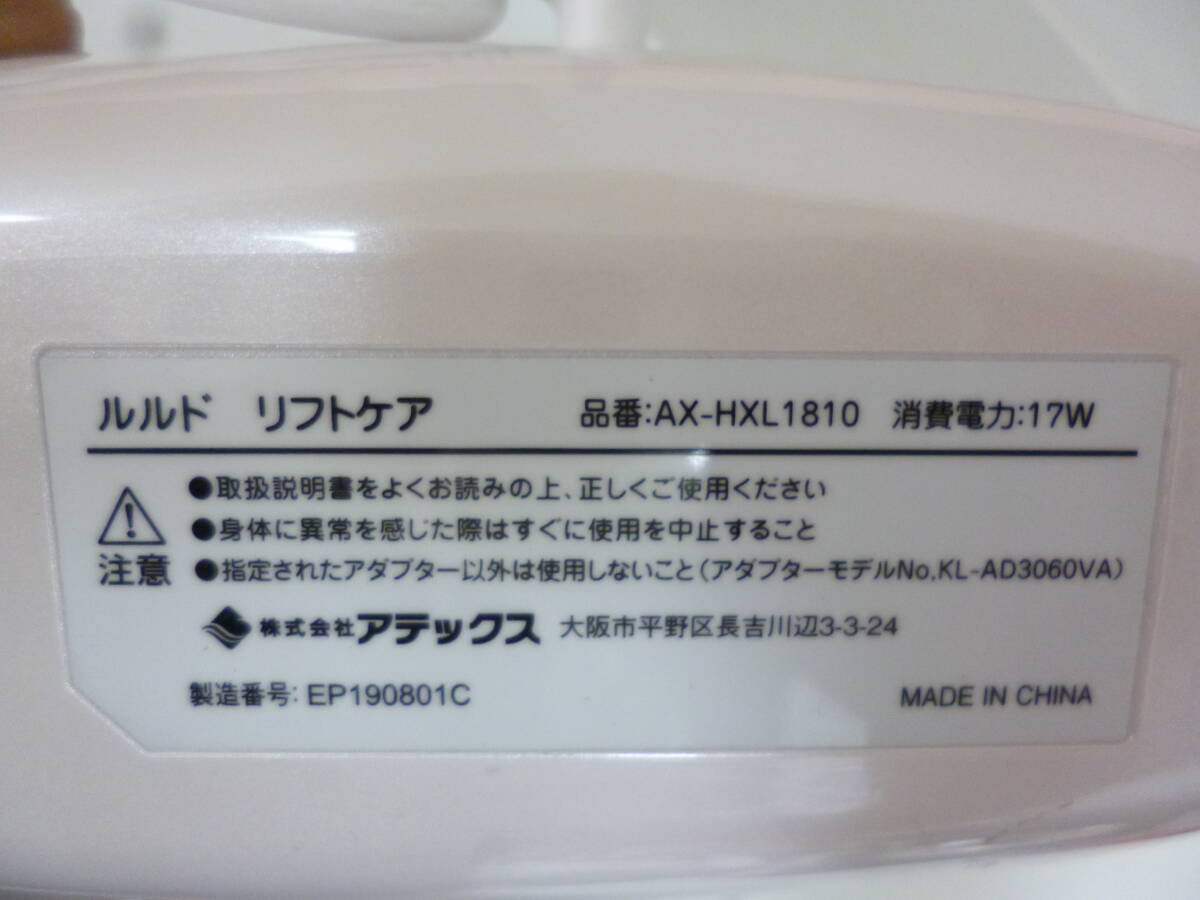 ルルド リフトケア 品番:AX-HXL1810 消費電力:17W
●取扱説明書をよくお読みの上、正しくご使用ください
●身体に異常を感じた際はすぐに使用を中止すること
注意 ●指定されたアダプター以外は使用しないこと(アダプターモデルNo,KL-AD3060VA)
株式会社アテックス 大阪市平野区長吉川辺3-3-24
製造番号: EP190801C MADE IN CHINA